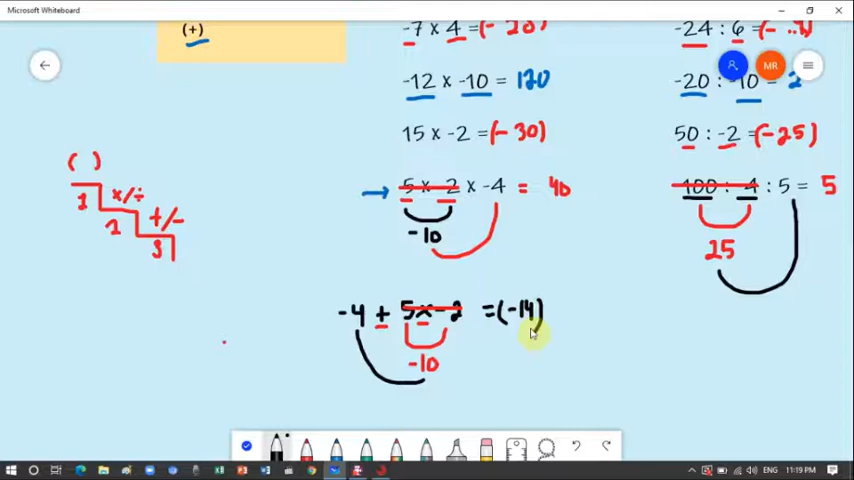 Microsoft Whiteboard
(+)
-7 x 4 = (- 28)
-24 : 6 =(-
-12 x -10 = 120
-20 : -10 = 2
MR
15 x -2 = (- 30)
50 : -2 = (-25)
( )
1
x/÷
2
+/-
3
5 x -2 x -4 = 40
-10
-100 : -4 : 5 = 5
25
-4 + 5 x -2 = (-14)
-10
ENG 11:19 PM